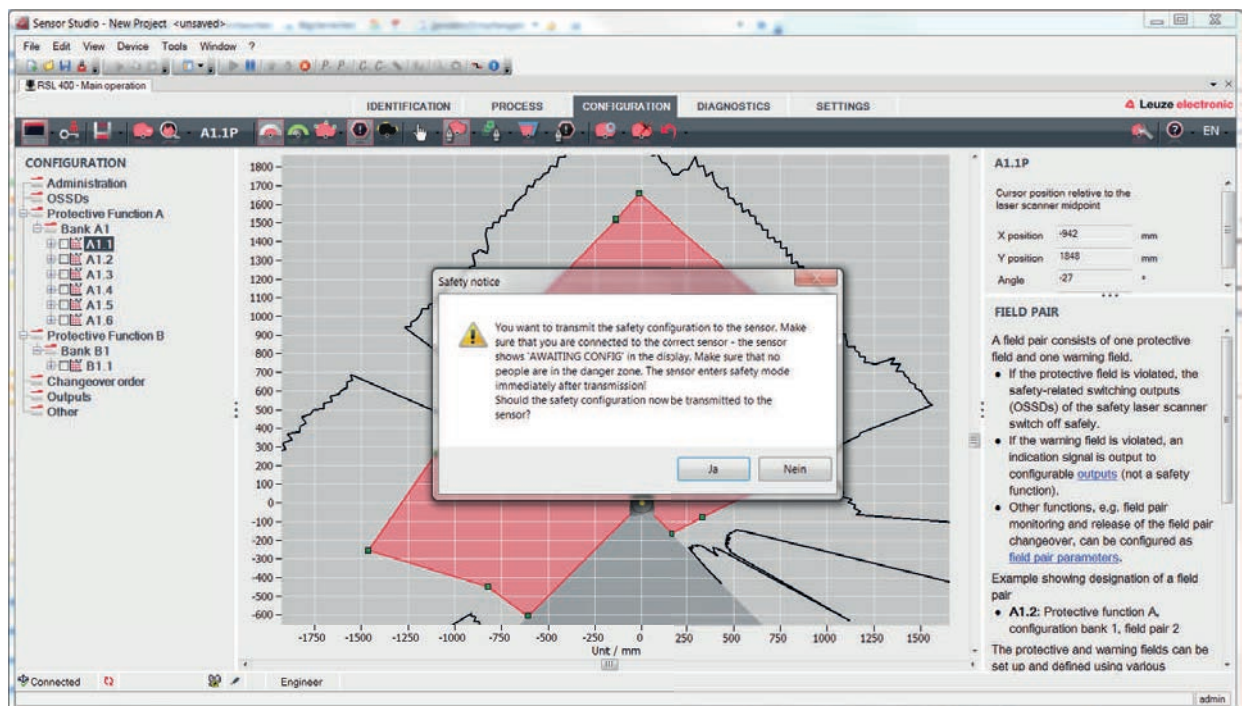 Sensor Studio - New Project <unsaved>
File Edit View Device Tools Window ?
RSL 400 - Main operation
IDENTIFICATION PROCESS CONFIGURATION DIAGNOSTICS SETTINGS
Leuze electronic
A1.1P
EN
CONFIGURATION
Administration
OSSDs
Protective Function A
Bank A1
A1.1
A1.2
A1.3
A1.4
A1.5
A1.6
Protective Function B
Bank B1
B1.1
Changeover order
Outputs
Other
1800
1700
1600
1500
1400
1300
1200
1100
1000
900
800
700
600
500
400
300
200
100
0
-100
-200
-300
-400
-500
-600
-1750 -1500 -1250 -1000 -750 -500 -250 0 250 500 750 1000 1250 1500
Unt / mm
Safety notice
You want to transmit the safety configuration to the sensor. Make
sure that you are connected to the correct sensor - the sensor
shows 'AWAITING CONFIG' in the display. Make sure that no
people are in the danger zone. The sensor enters safety mode
immediately after transmission!
Should the safety configuration now be transmitted to the
sensor?
Ja Nein
A1.1P
Cursor position relative to the
laser scanner midpoint
X position -942 mm
Y position 1848 mm
Angle -27 °
FIELD PAIR
A field pair consists of one protective
field and one warning field.
• If the protective field is violated, the
safety-related switching outputs
(OSSDs) of the safety laser scanner
switch off safely.
• If the warning field is violated, an
indication signal is output to
configurable outputs (not a safety
function).
• Other functions, e.g. field pair
monitoring and release of the field pair
changeover, can be configured as
field pair parameters.
Example showing designation of a field
pair
• A1.2: Protective function A,
configuration bank 1, field pair 2
The protective and warning fields can be
set up and defined using various
Connected
Engineer
admin